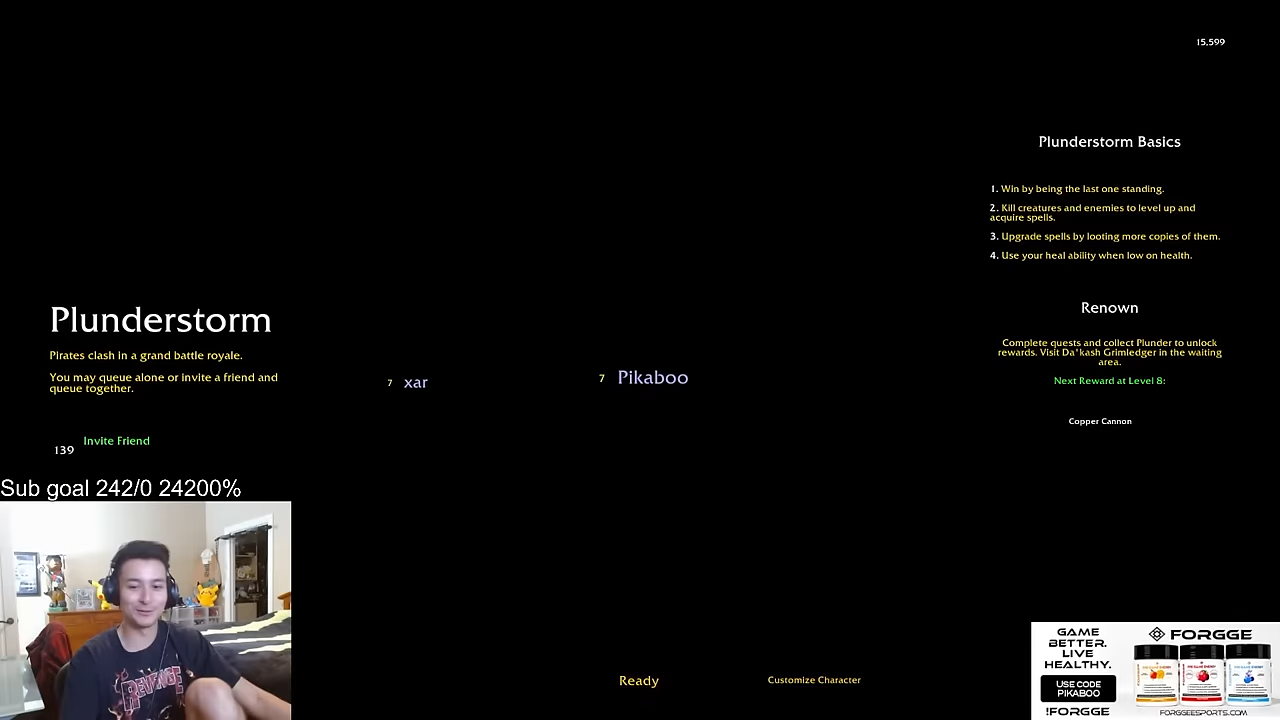 15,599
Plunderstorm Basics
1. Win by being the last one standing.
2. Kill creatures and enemies to level up and
acquire spells.
3. Upgrade spells by looting more copies of them.
4. Use your heal ability when low on health.
Renown
Complete quests and collect Plunder to unlock
rewards. Visit Da'kash Grimledger in the waiting
area.
Next Reward at Level 8:
Copper Cannon
Plunderstorm
Pirates clash in a grand battle royale.
You may queue alone or invite a friend and
queue together.
7 xar
7 Pikaboo
Invite Friend
139
Sub goal 242/0 24200%
REVENGE
Ready
Customize Character
GAME
BETTER.
LIVE
HEALTHY.
USE CODE
PIKABOO
!FORGGE
FORGGE
FORGGEESPORTS.COM